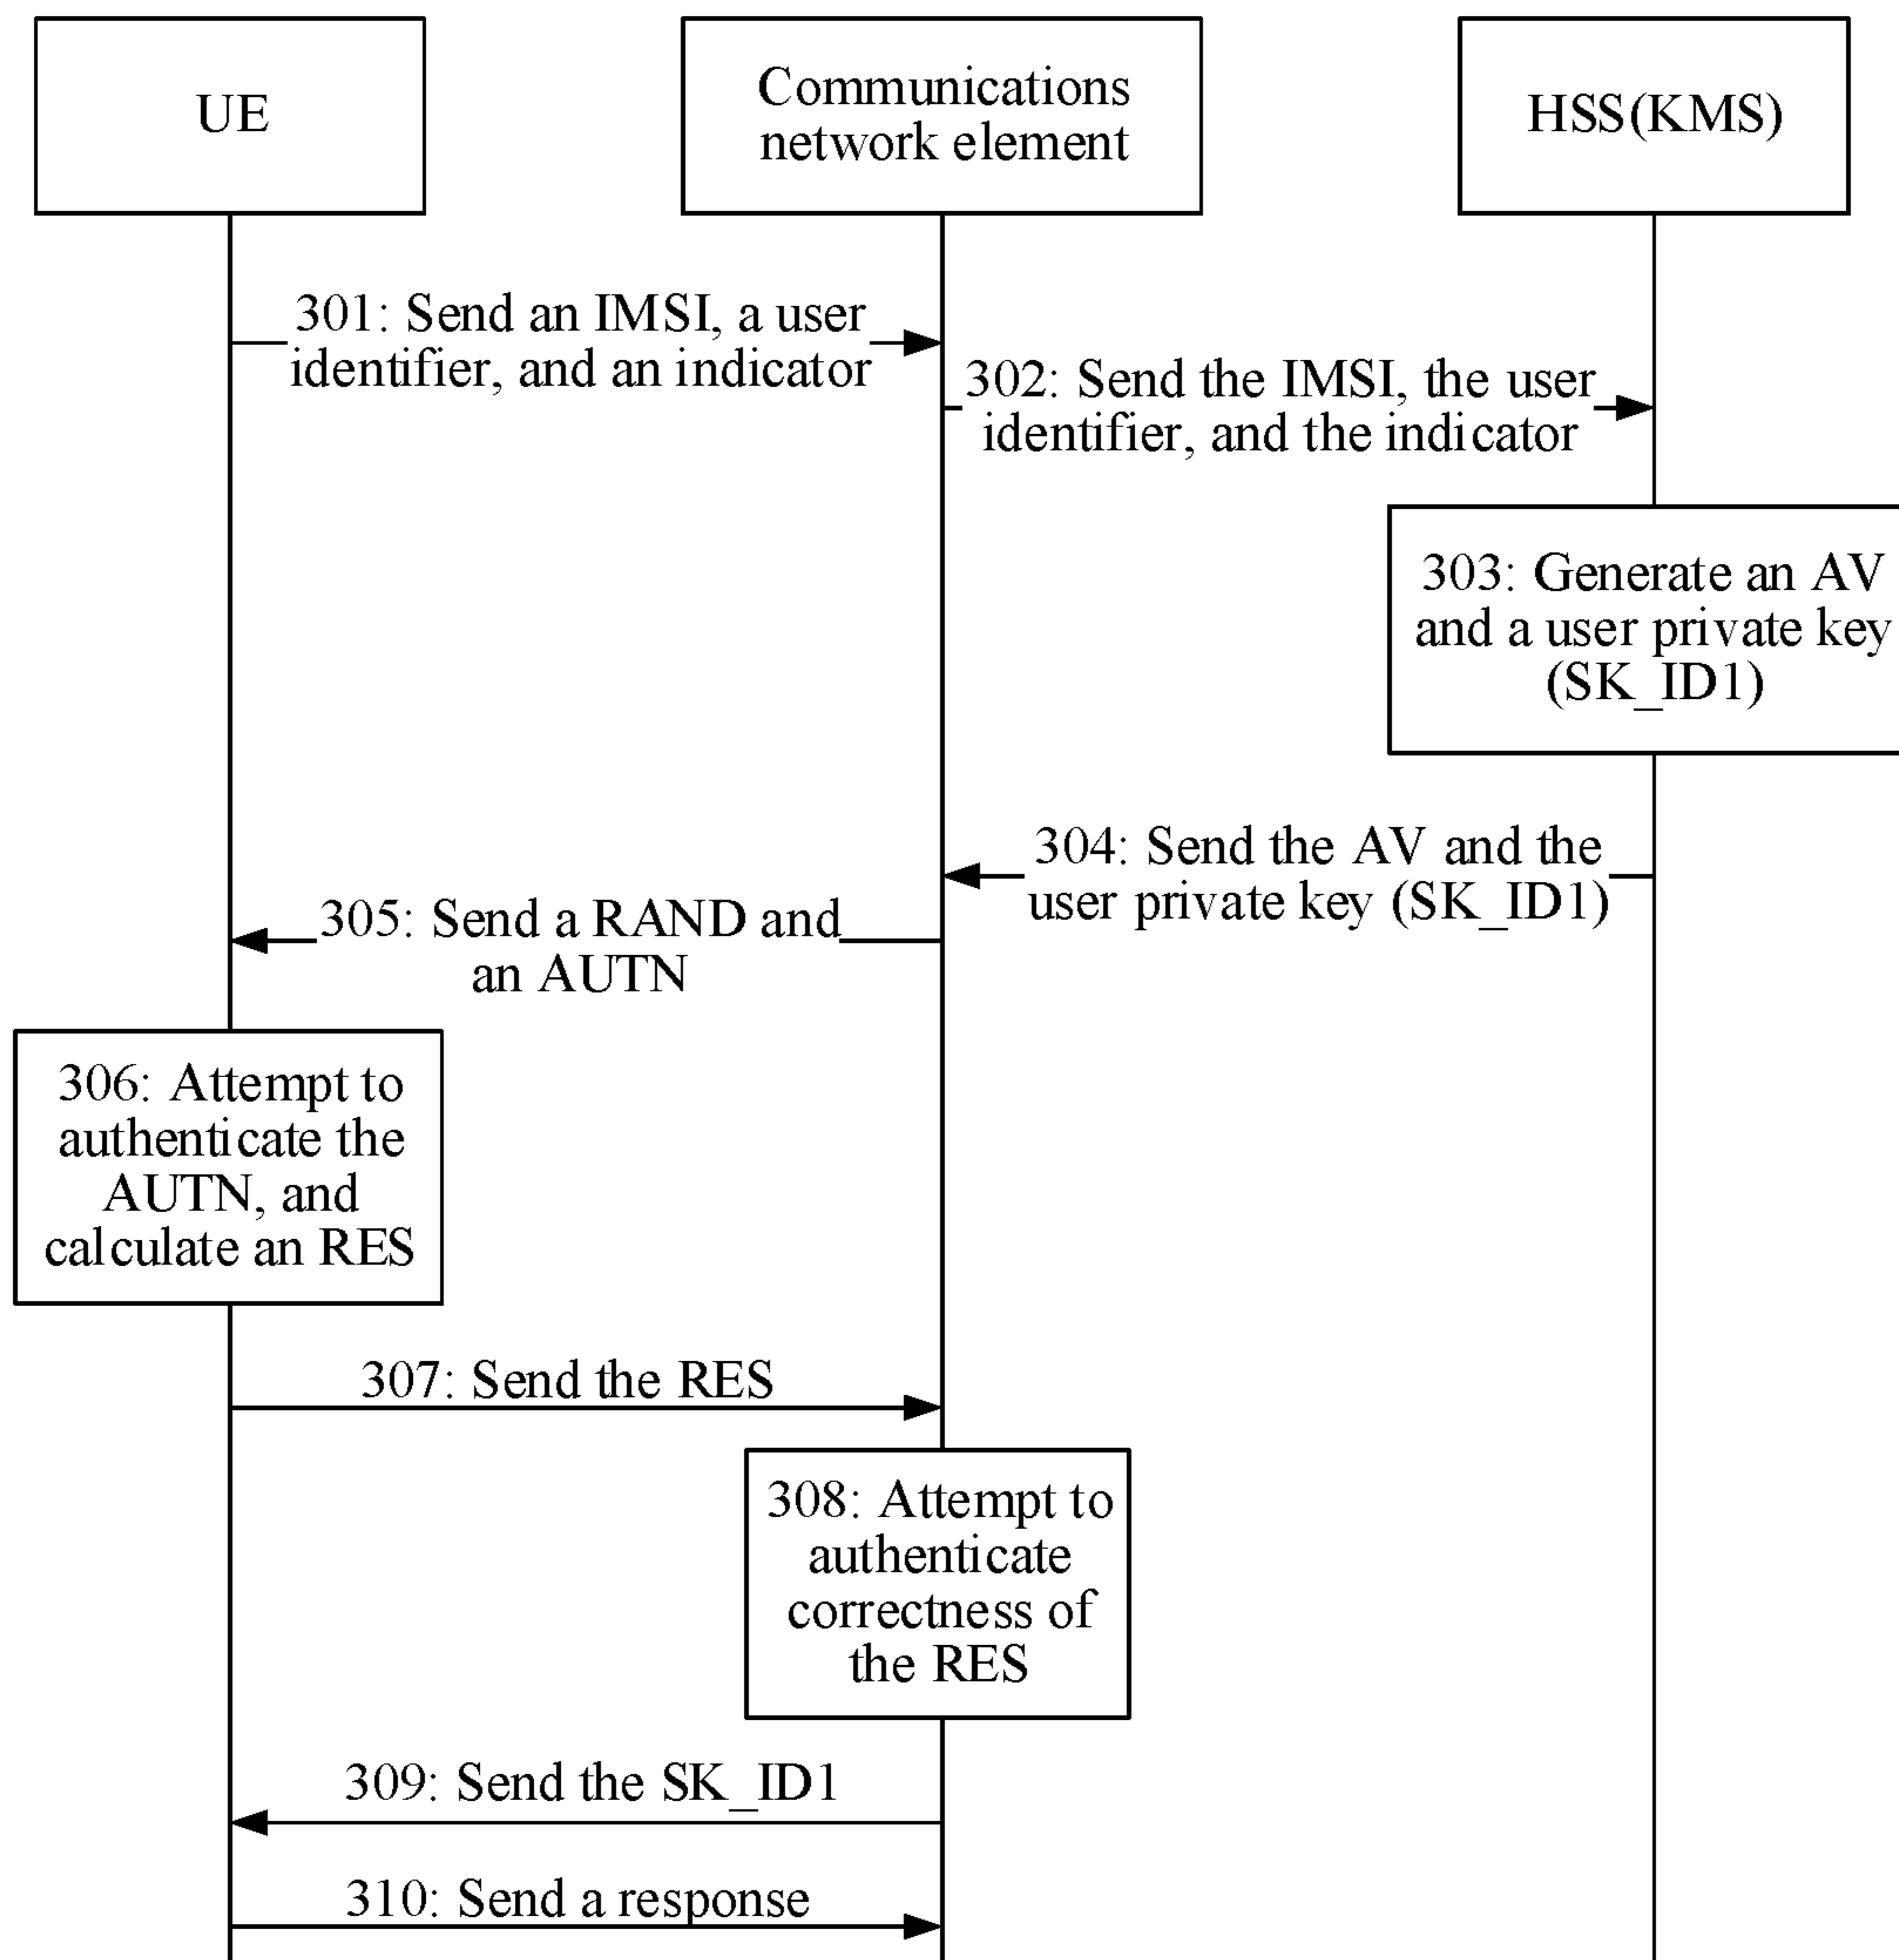 UE
Communications
network element
HSS(KMS)
301: Send an IMSI, a user
identifier, and an indicator
302: Send the IMSI, the user
identifier, and the indicator
303: Generate an AV
and a user private key
(SK_ID1)
304: Send the AV and the
user private key (SK_ID1)
305: Send a RAND and
an AUTN
306: Attempt to
authenticate the
AUTN, and
calculate an RES
307: Send the RES
308: Attempt to
authenticate
correctness of
the RES
309: Send the SK_ID1
310: Send a response